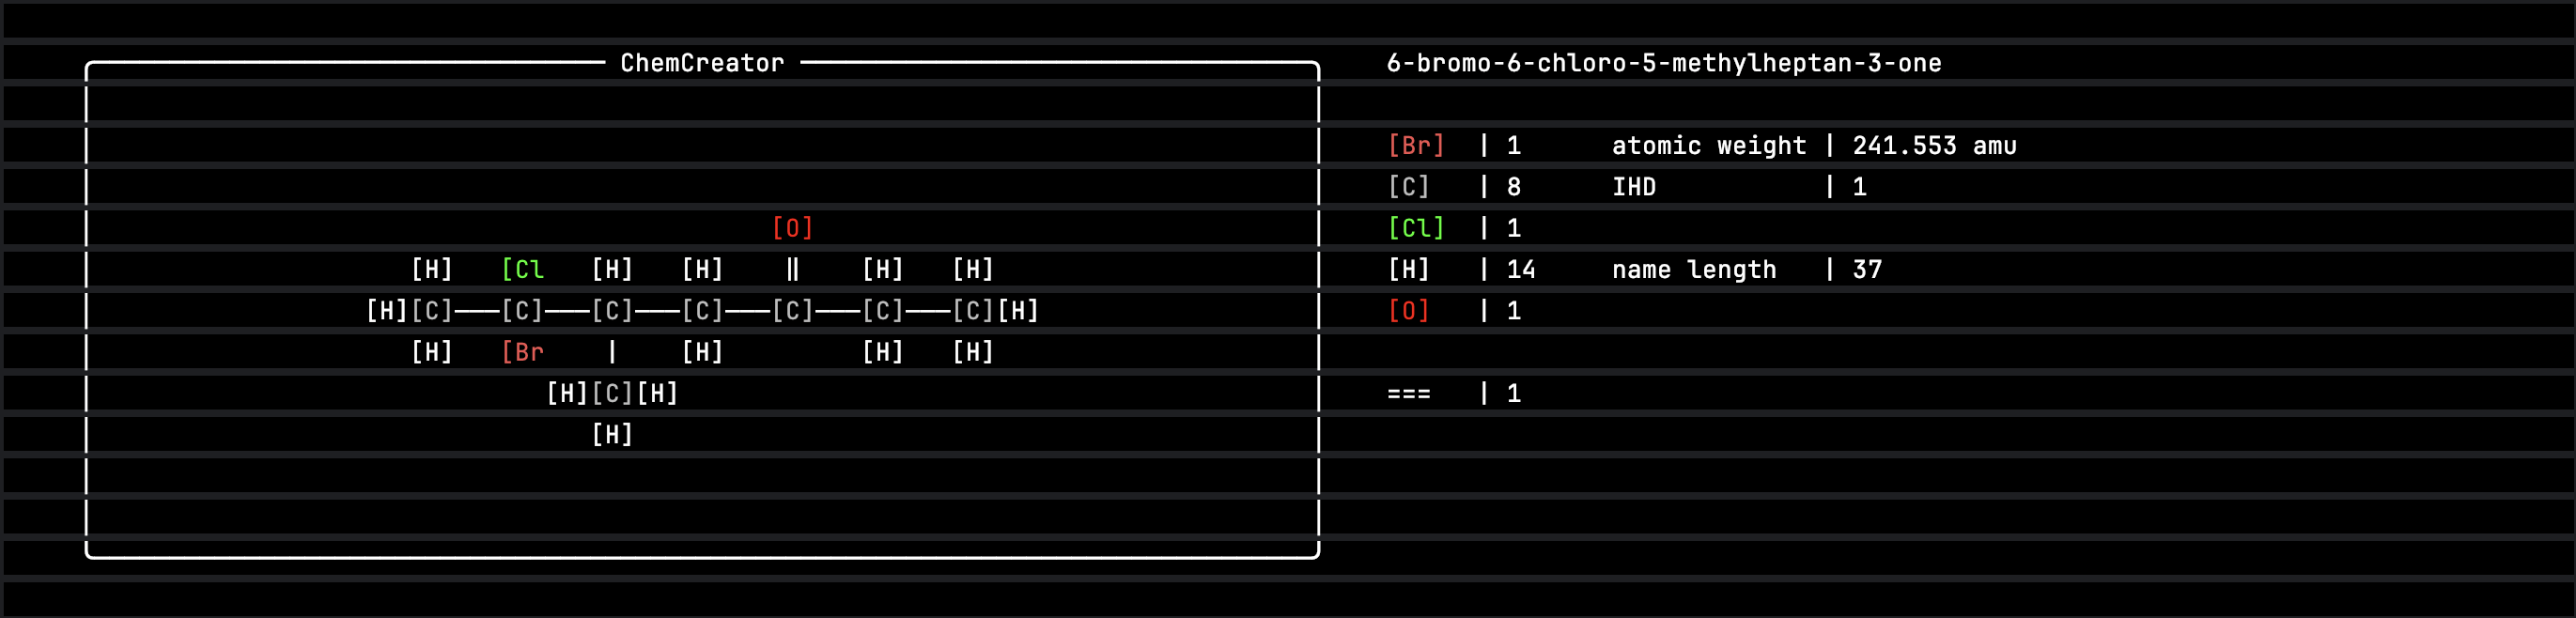 ChemCreator
[O]
[H] [Cl [H] [H] || [H] [H]
[H][C]———[C]———[C]———[C]———[C]———[C]———[C][H]
[H] [Br | [H] [H] [H]
[H][C][H]
[H]
6-bromo-6-chloro-5-methylheptan-3-one
[Br] | 1 atomic weight | 241.553 amu
[C] | 8 IHD | 1
[Cl] | 1
[H] | 14 name length | 37
[O] | 1
=== | 1